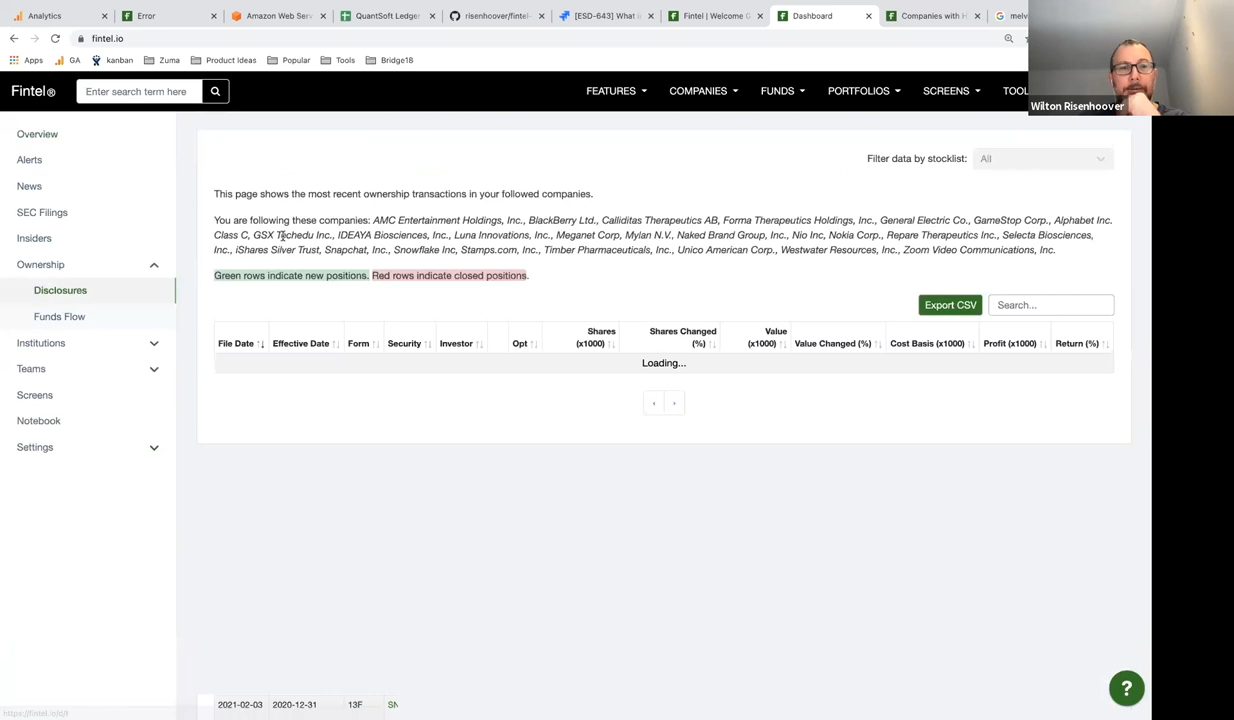 Analytics
Error
Amazon Web Serv
QuantSoft Ledger
risenhoover/fintel-
[ESD-643] What i
Fintel | Welcome G
Dashboard
Companies with H
melv
fintel.io
Apps
GA
kanban
Zuma
Product Ideas
Popular
Tools
Bridge18
Wilton Risenhoover
Fintel®
Enter search term here
FEATURES
COMPANIES
FUNDS
PORTFOLIOS
SCREENS
TOOL
Overview
Alerts
News
SEC Filings
Insiders
Ownership
Disclosures
Funds Flow
Institutions
Teams
Screens
Notebook
Settings
Filter data by stocklist: All
This page shows the most recent ownership transactions in your followed companies.
You are following these companies: AMC Entertainment Holdings, Inc., BlackBerry Ltd., Calliditas Therapeutics AB, Forma Therapeutics Holdings, Inc., General Electric Co., GameStop Corp., Alphabet Inc.
Class C, GSX Techedu Inc., IDEAYA Biosciences, Inc., Luna Innovations, Inc., Meganet Corp, Mylan N.V., Naked Brand Group, Inc., Nio Inc, Nokia Corp., Repare Therapeutics Inc., Selecta Biosciences,
Inc., iShares Silver Trust, Snapchat, Inc., Snowflake Inc, Stamps.com, Inc., Timber Pharmaceuticals, Inc., Unico American Corp., Westwater Resources, Inc., Zoom Video Communications, Inc.
Green rows indicate new positions. Red rows indicate closed positions.
Export CSV
Search...
File Date
Effective Date
Form
Security
Investor
Opt
Shares (x1000)
Shares Changed (%)
Value (x1000)
Value Changed (%)
Cost Basis (x1000)
Profit (x1000)
Return (%)
Loading...
2021-02-03 2020-12-31 13F SN
https://fintel.io/d/f
?